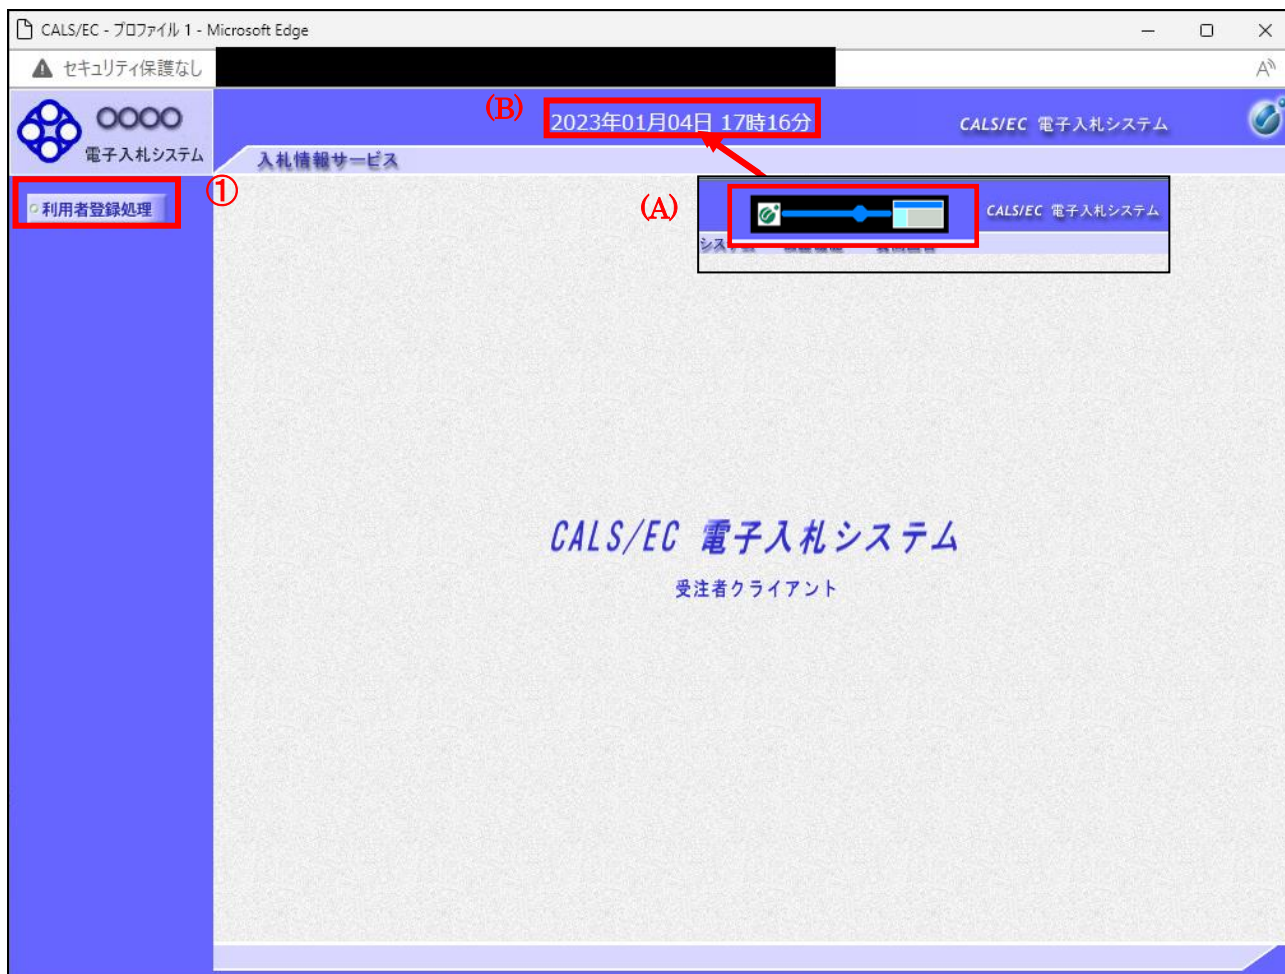 CALS/EC - プロファイル 1 - Microsoft Edge
セキュリティ保護なし
OOOO
電子入札システム
(B)
2023年01月04日 17時16分
CALS/EC 電子入札システム
入札情報サービス
利用者登録処理
①
(A)
CALS/EC 電子入札システム
CALS/EC 電子入札システム
受注者クライアント